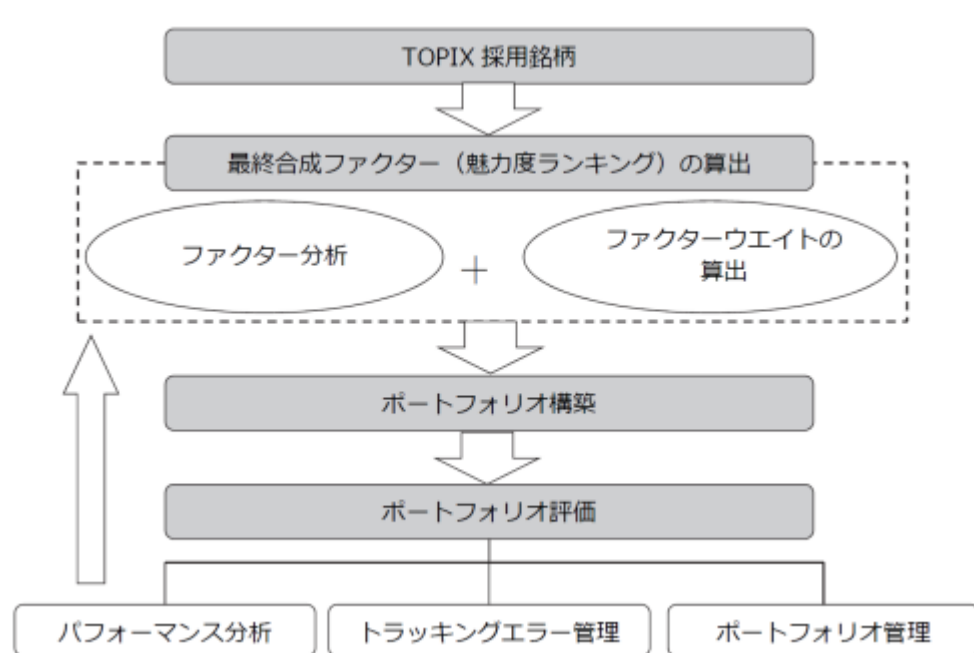 TOPIX 採用銘柄
最終合成ファクター（魅力度ランキング）の算出
ファクター分析
＋
ファクターウエイトの
算出
ポートフォリオ構築
ポートフォリオ評価
パフォーマンス分析
トラッキングエラー管理
ポートフォリオ管理